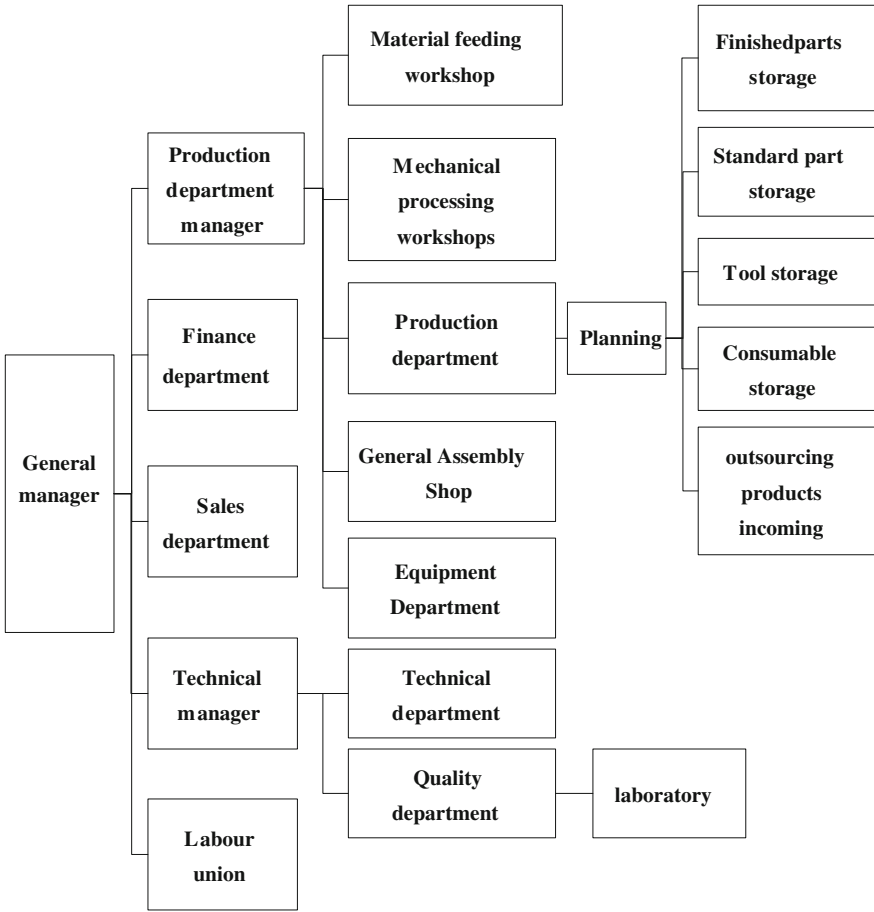 General
manager
Production
department
manager
Finance
department
Sales
department
Technical
manager
Labour
union
Material feeding
workshop
Mechanical
processing
workshops
Production
department
General Assembly
Shop
Equipment
Department
Technical
department
Quality
department
Planning
laboratory
Finishedparts
storage
Standard part
storage
Tool storage
Consumable
storage
outsourcing
products
incoming